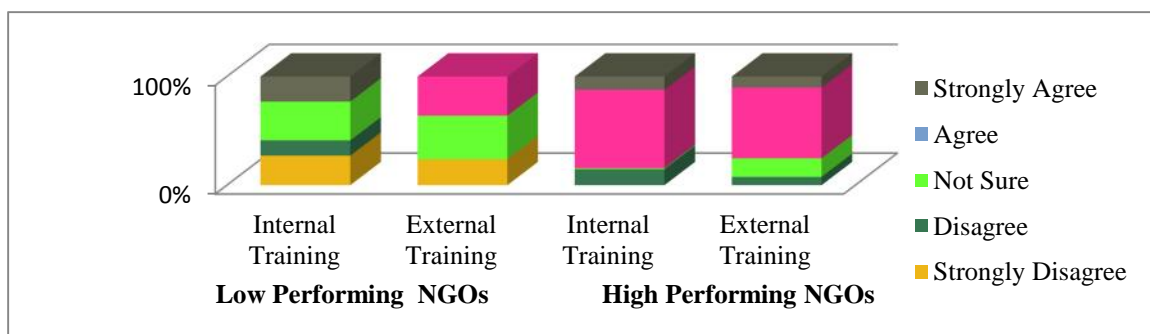 100%
0%
Internal Training
External Training
Internal Training
External Training
Low Performing NGOs
High Performing NGOs
Strongly Agree
Agree
Not Sure
Disagree
Strongly Disagree